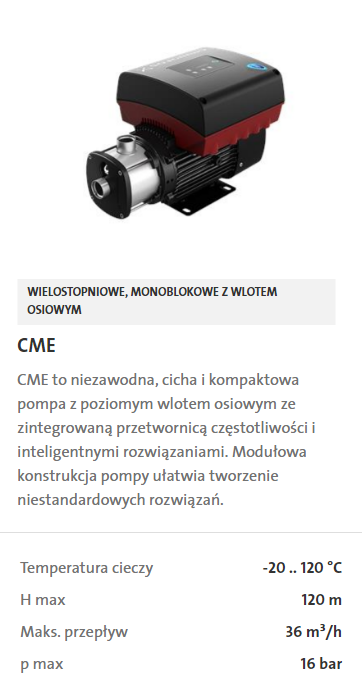 WIELOSTOPNIOWE, MONOBLOKOWE Z WLOTEM
OSIOWYM
CME
CME to niezawodna, cicha i kompaktowa
pompa z poziomym wlotem osiowym ze
zintegrowaną przetwornicą częstotliwości i
inteligentnymi rozwiązaniami. Modułowa
konstrukcja pompy ułatwia tworzenie
niestandardowych rozwiązań.
Temperatura cieczy -20 .. 120 °C
H max 120 m
Maks. przepływ 36 m³/h
p max 16 bar